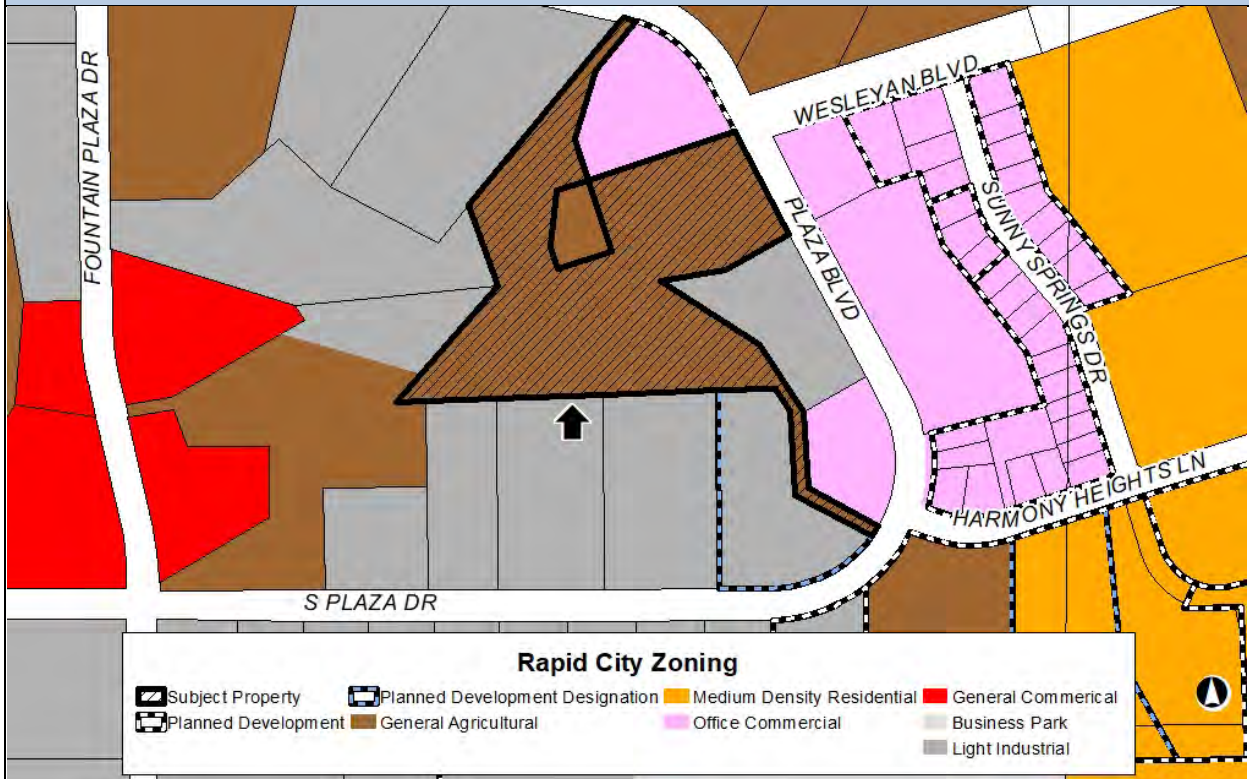 FOUNTAIN PLAZA DR
WESLEYAN BLVD
SUNNY SPRINGS DR
PLAZA BLVD
HARMONY HEIGHTS LN
S PLAZA DR
Rapid City Zoning
Subject Property
Planned Development Designation
Medium Density Residential
General Commerical
Planned Development
General Agricultural
Office Commercial
Business Park
Light Industrial